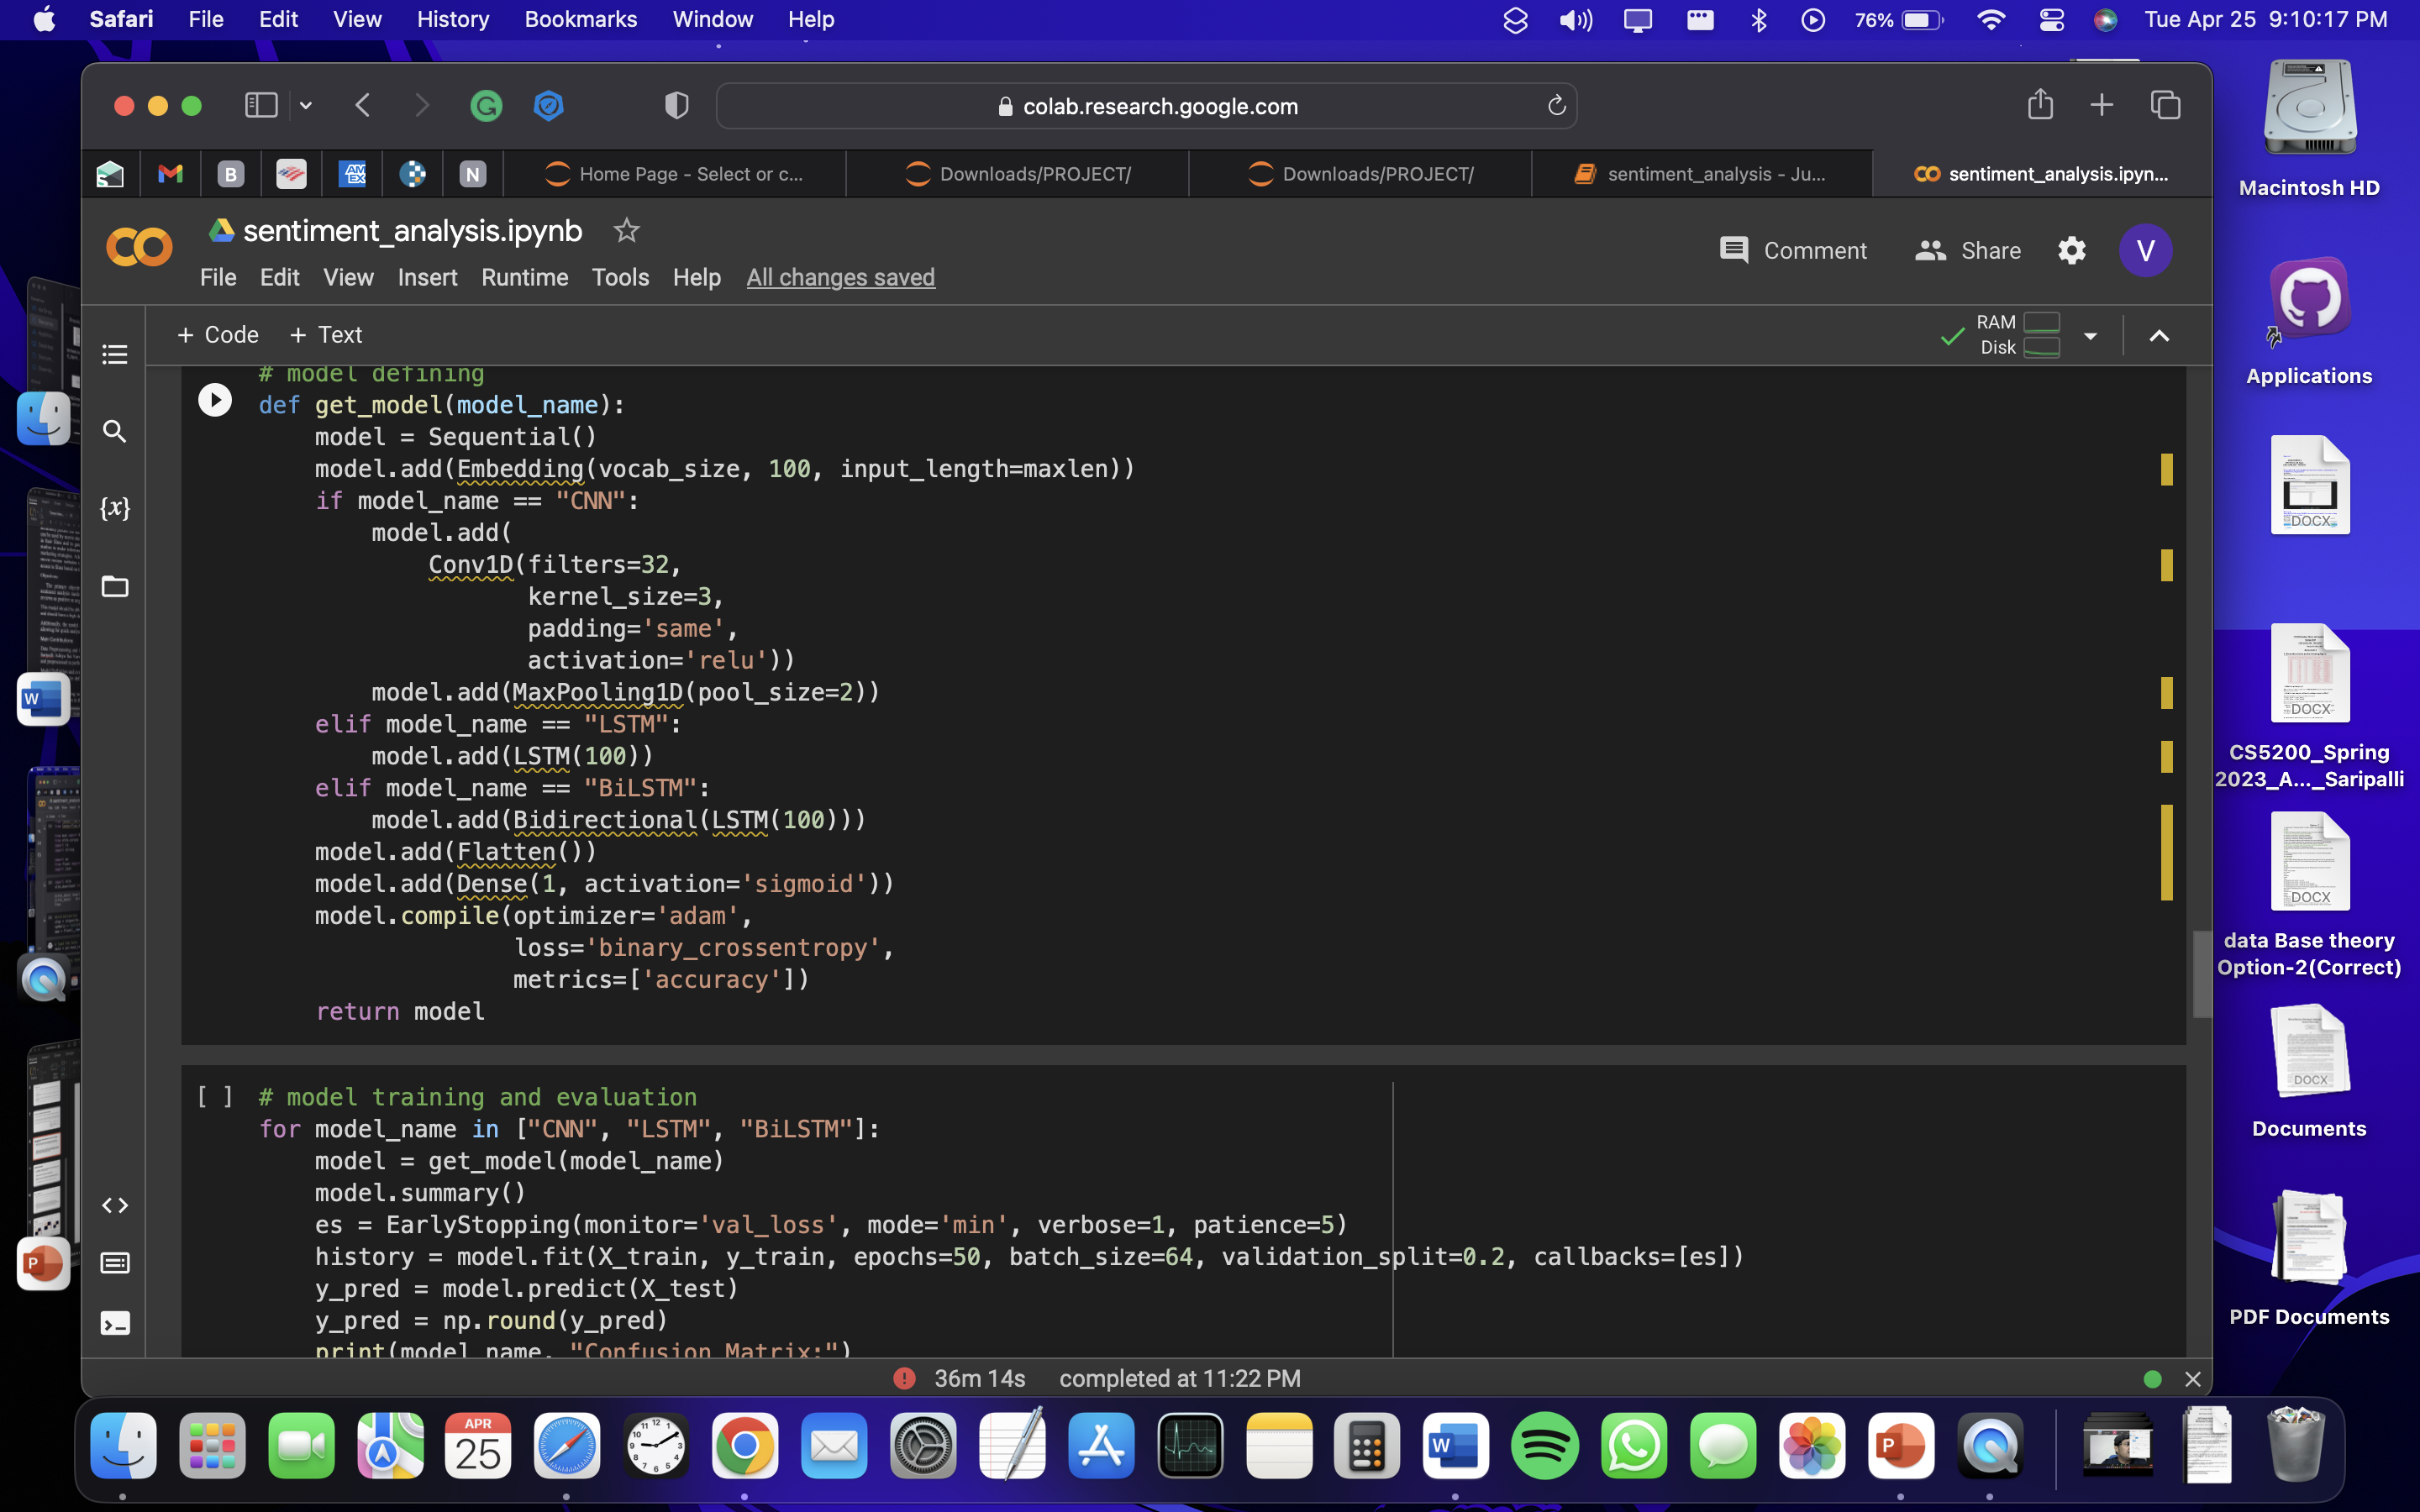 Safari File Edit View History Bookmarks Window Help 76% Tue Apr 25 9:10:17 PM
colab.research.google.com
B AM EX N Home Page - Select or c... Downloads/PROJECT/ Downloads/PROJECT/ sentiment_analysis - Ju... sentiment_analysis.ipyn...
sentiment_analysis.ipynb
File Edit View Insert Runtime Tools Help All changes saved
Comment Share V
+ Code + Text
RAM
Disk
# model defining
def get_model(model_name):
    model = Sequential()
    model.add(Embedding(vocab_size, 100, input_length=maxlen))
    if model_name == "CNN":
        model.add(
            Conv1D(filters=32,
                   kernel_size=3,
                   padding='same',
                   activation='relu'))
        model.add(MaxPooling1D(pool_size=2))
    elif model_name == "LSTM":
        model.add(LSTM(100))
    elif model_name == "BiLSTM":
        model.add(Bidirectional(LSTM(100)))
    model.add(Flatten())
    model.add(Dense(1, activation='sigmoid'))
    model.compile(optimizer='adam',
                  loss='binary_crossentropy',
                  metrics=['accuracy'])
    return model
{x}
[ ] # model training and evaluation
for model_name in ["CNN", "LSTM", "BiLSTM"]:
    model = get_model(model_name)
    model.summary()
    es = EarlyStopping(monitor='val_loss', mode='min', verbose=1, patience=5)
    history = model.fit(X_train, y_train, epochs=50, batch_size=64, validation_split=0.2, callbacks=[es])
    y_pred = model.predict(X_test)
    y_pred = np.round(y_pred)
    print(model_name, "Confusion Matrix:")
36m 14s completed at 11:22 PM
Macintosh HD
Applications
DOCX
DOCX
CS5200_Spring
2023_A..._Saripalli
DOCX
data Base theory
Option-2(Correct)
DOCX
Documents
PDF Documents
W
P
APR
25
W
P